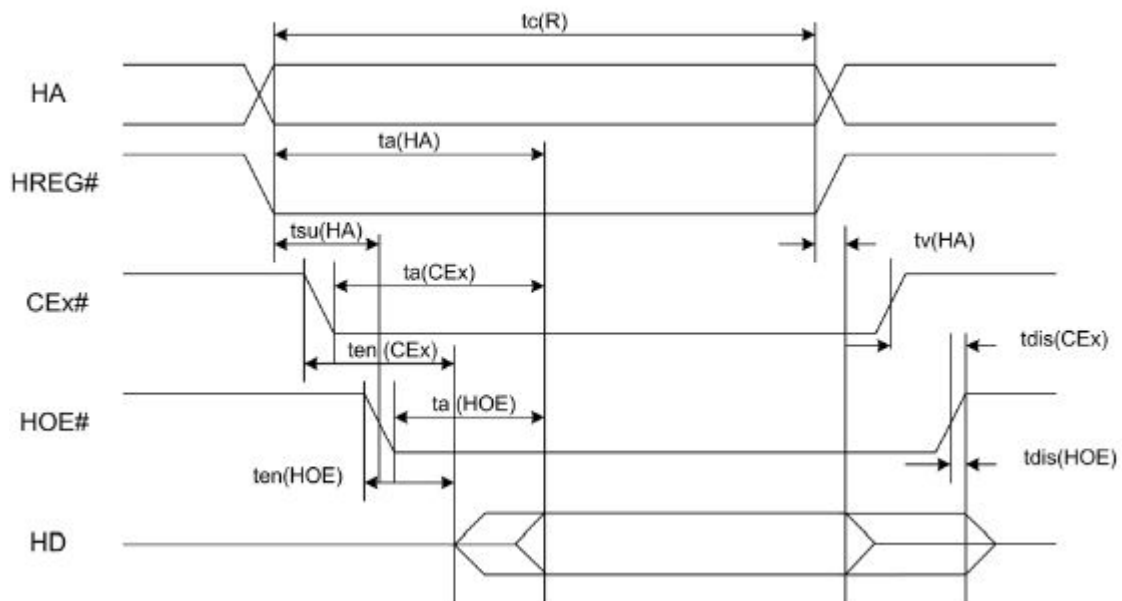 tc(R)
HA
ta(HA)
HREG#
tsu(HA)
tv(HA)
ta(CEx)
CEx#
tdis(CEx)
ten (CEx)
ta (HOE)
HOE#
tdis(HOE)
ten(HOE)
HD